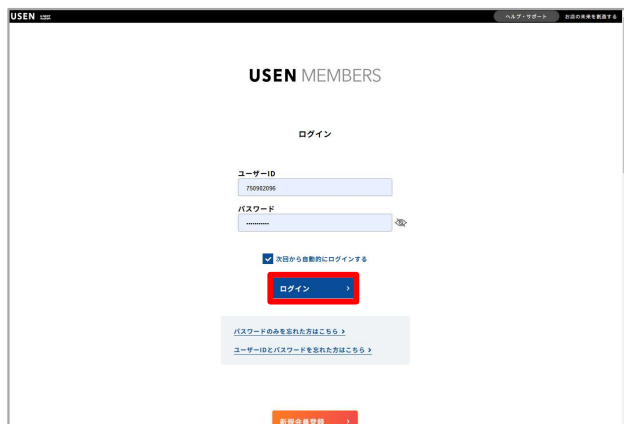 USEN
ヘルプ・サポート
お店の未来を創造する
USEN MEMBERS
ログイン
ユーザーID
750902096
パスワード
次回から自動的にログインする
ログイン
パスワードのみを忘れた方はこちら
ユーザーIDとパスワードを忘れた方はこちら
新規会員登録